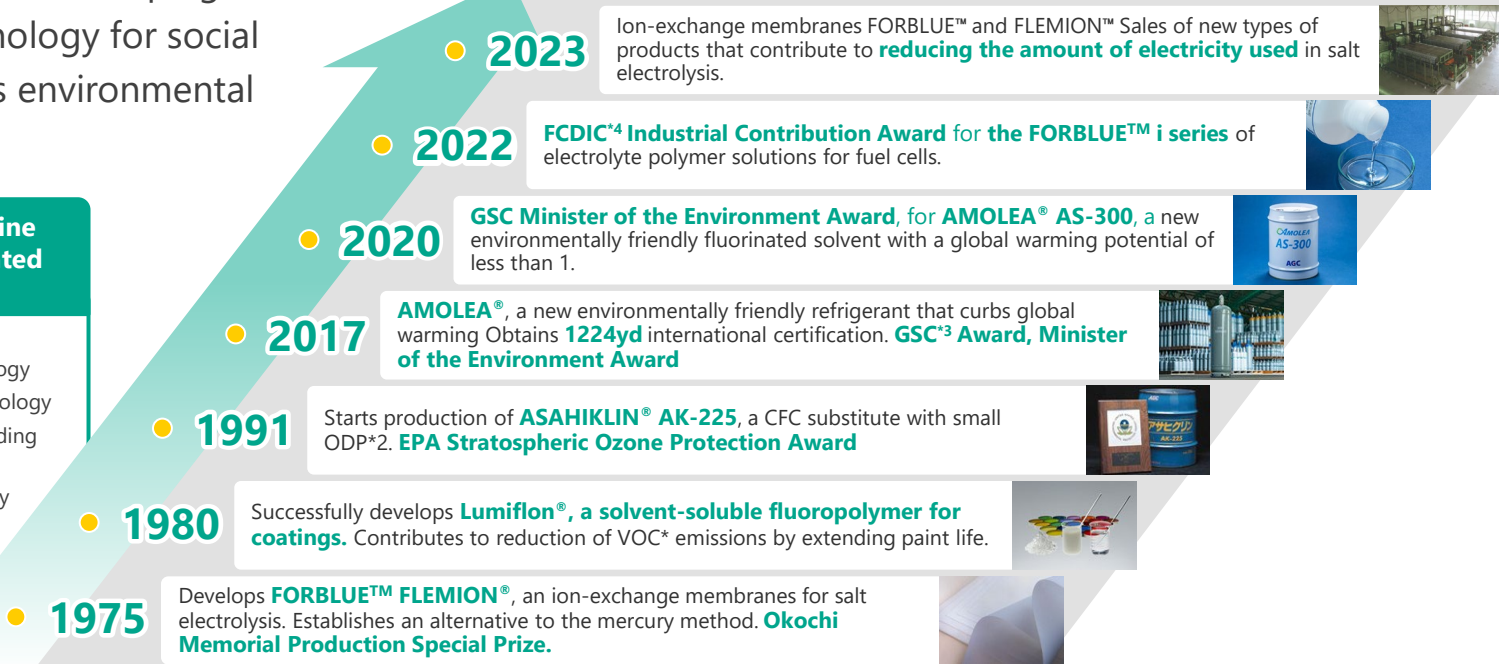 nology for social
s environmental
ine
ted
ogy
ology
ding
y
2023
Ion-exchange membranes FORBLUE™ and FLEMION™ Sales of new types of
products that contribute to reducing the amount of electricity used in salt
electrolysis.
2022
FCDIC*4 Industrial Contribution Award for the FORBLUE™ i series of
electrolyte polymer solutions for fuel cells.
2020
GSC Minister of the Environment Award, for AMOLEA® AS-300, a new
environmentally friendly fluorinated solvent with a global warming potential of
less than 1.
AMOLEA
AS-300
AGC
2017
AMOLEA®, a new environmentally friendly refrigerant that curbs global
warming Obtains 1224yd international certification. GSC*3 Award, Minister
of the Environment Award
1991
Starts production of ASAHIKLIN® AK-225, a CFC substitute with small
ODP*2. EPA Stratospheric Ozone Protection Award
アサヒクリン
AK-225
1980
Successfully develops Lumiflon®, a solvent-soluble fluoropolymer for
coatings. Contributes to reduction of VOC* emissions by extending paint life.
1975
Develops FORBLUE™ FLEMION®, an ion-exchange membranes for salt
electrolysis. Establishes an alternative to the mercury method. Okochi
Memorial Production Special Prize.